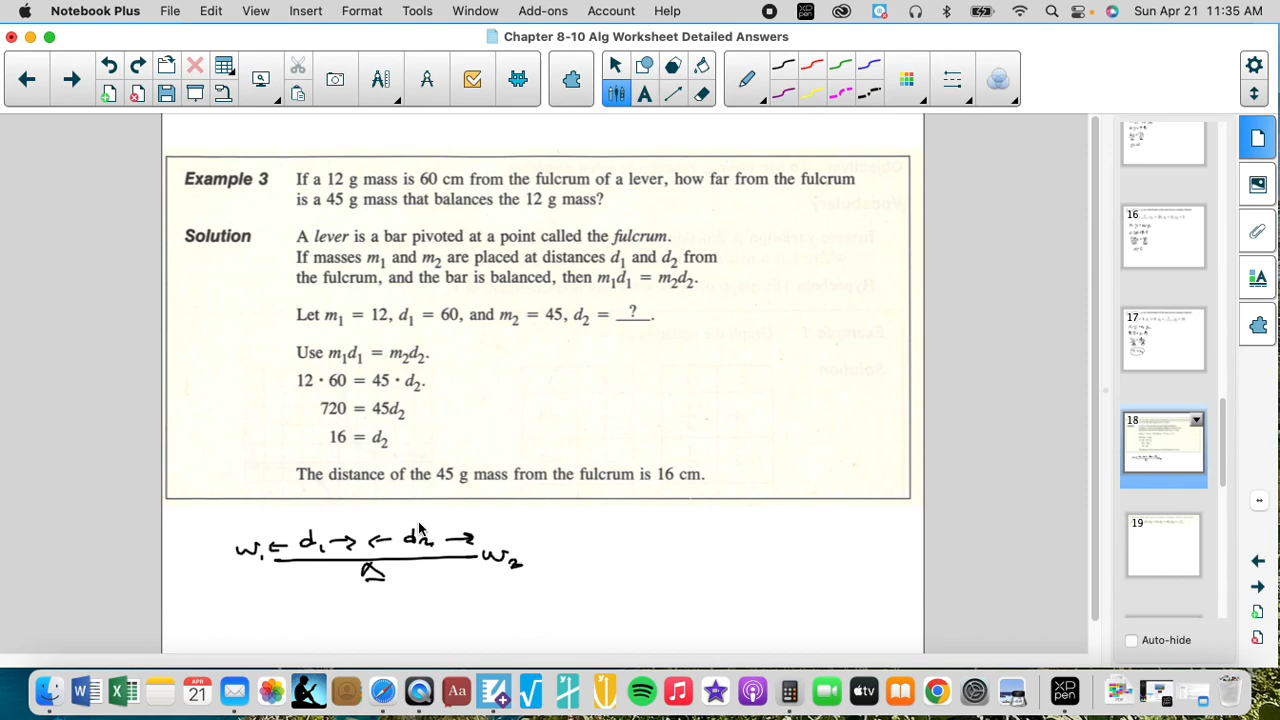 Notebook Plus File Edit View Insert Format Tools Window Add-ons Account Help Sun Apr 21 11:35 AM
Chapter 8-10 Alg Worksheet Detailed Answers
Example 3 If a 12 g mass is 60 cm from the fulcrum of a lever, how far from the fulcrum
is a 45 g mass that balances the 12 g mass?
Solution A lever is a bar pivoted at a point called the fulcrum.
If masses m₁ and m₂ are placed at distances d₁ and d₂ from
the fulcrum, and the bar is balanced, then m₁d₁ = m₂d₂.
Let m₁ = 12, d₁ = 60, and m₂ = 45, d₂ = ?.
Use m₁d₁ = m₂d₂.
12 · 60 = 45 · d₂.
720 = 45d₂
16 = d₂
The distance of the 45 g mass from the fulcrum is 16 cm.
w₁ ← d₁ → ← d₂ → w₂
16
17
18
19
Auto-hide